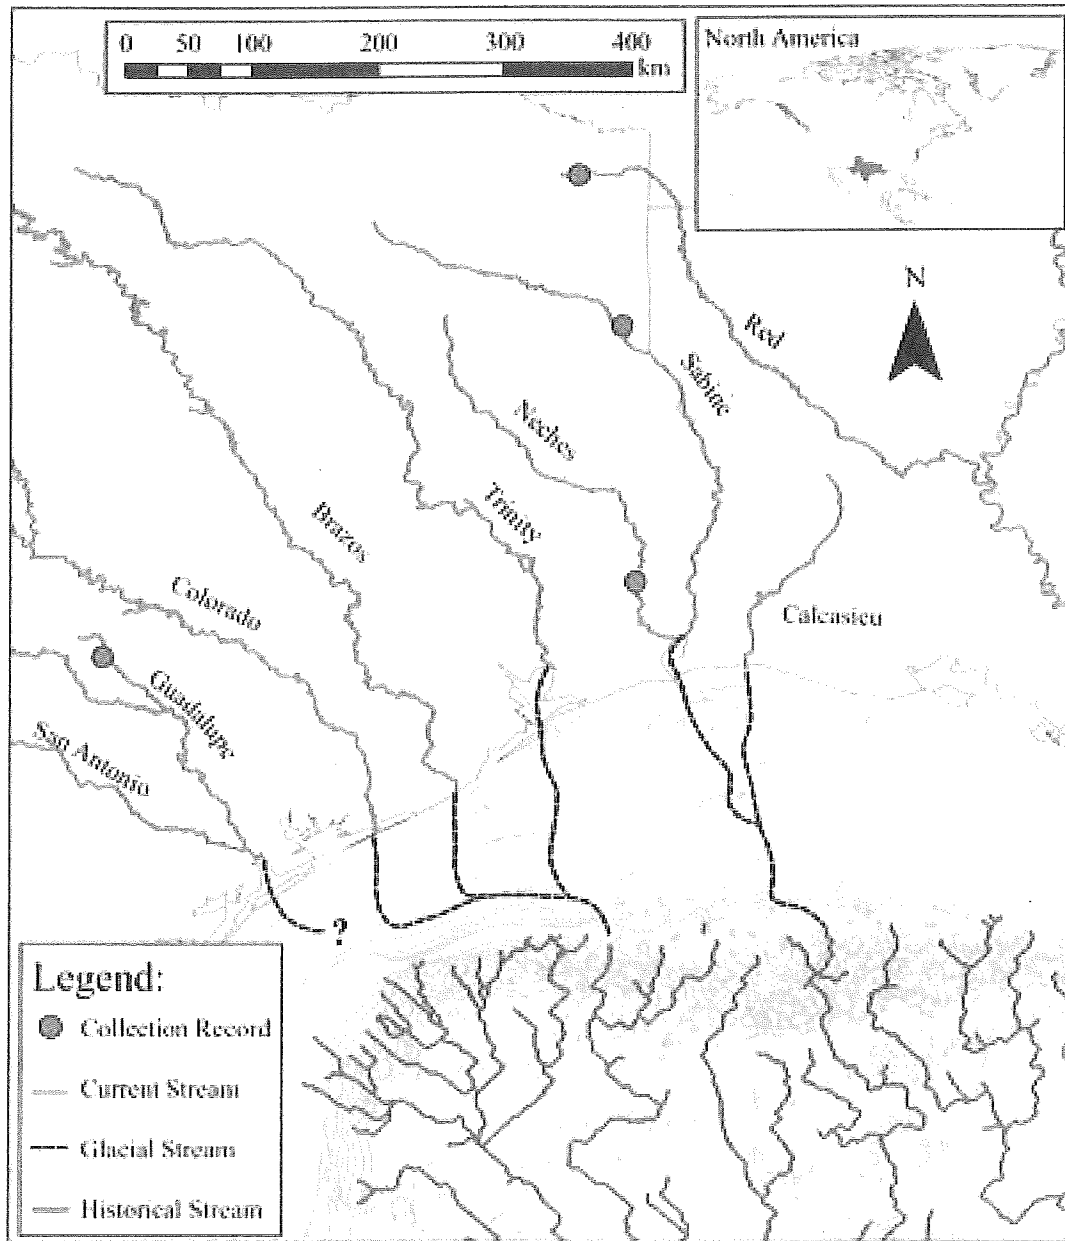 0 50 100 200 300 400
km
North America
N
Red
Sabine
Neches
Trinity
Brazos
Colorado
Calcasieu
Guadalupe
San Antonio
?
Legend:
Collection Record
Current Stream
Glacial Stream
Historical Stream